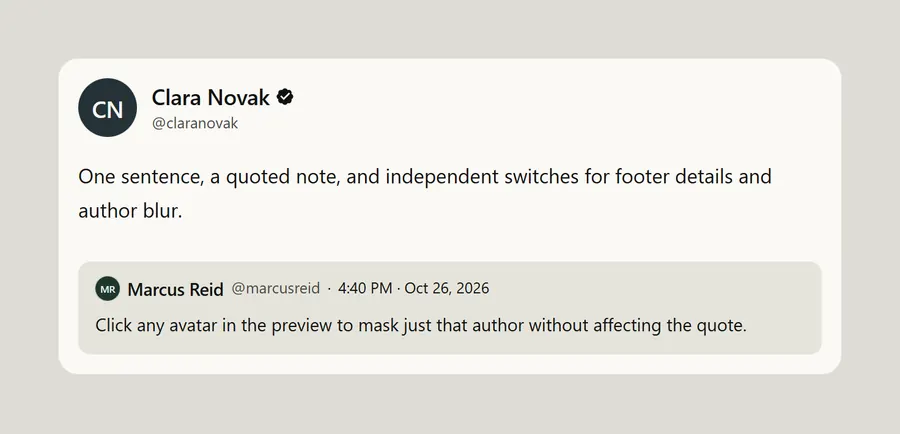 CN
Clara Novak
@claranovak
One sentence, a quoted note, and independent switches for footer details and
author blur.
MR Marcus Reid @marcusreid · 4:40 PM · Oct 26, 2026
Click any avatar in the preview to mask just that author without affecting the quote.